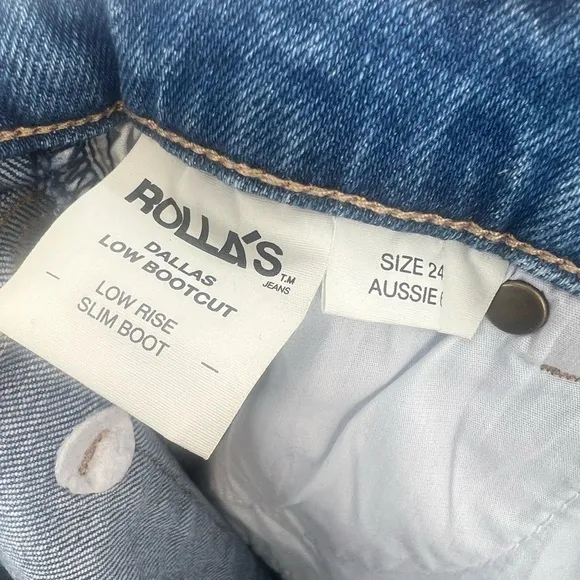 ROLLA'S
T.M
JEANS
DALLAS
LOW BOOTCUT
LOW RISE
SLIM BOOT
SIZE 24
AUSSIE